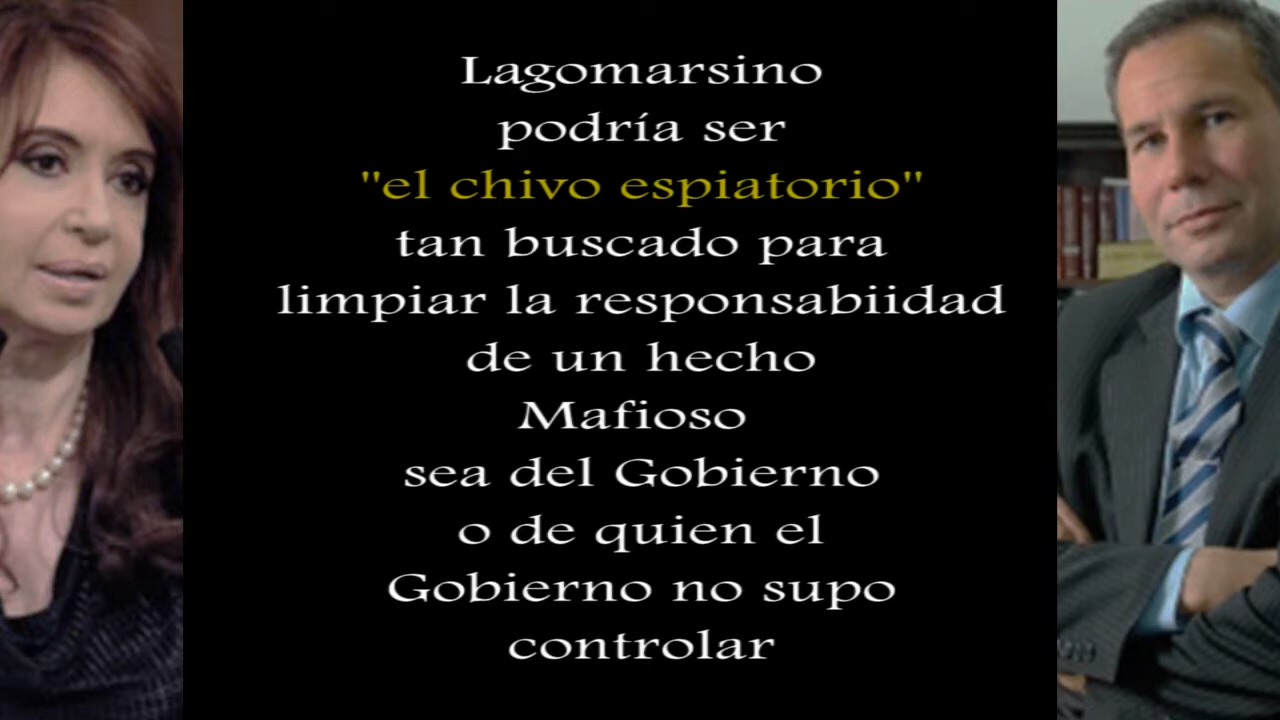 Lagomarsino
podría ser
"el chivo espiatorio"
tan buscado para
limpiar la responsabiidad
de un hecho
Mafioso
sea del Gobierno
o de quien el
Gobierno no supo
controlar